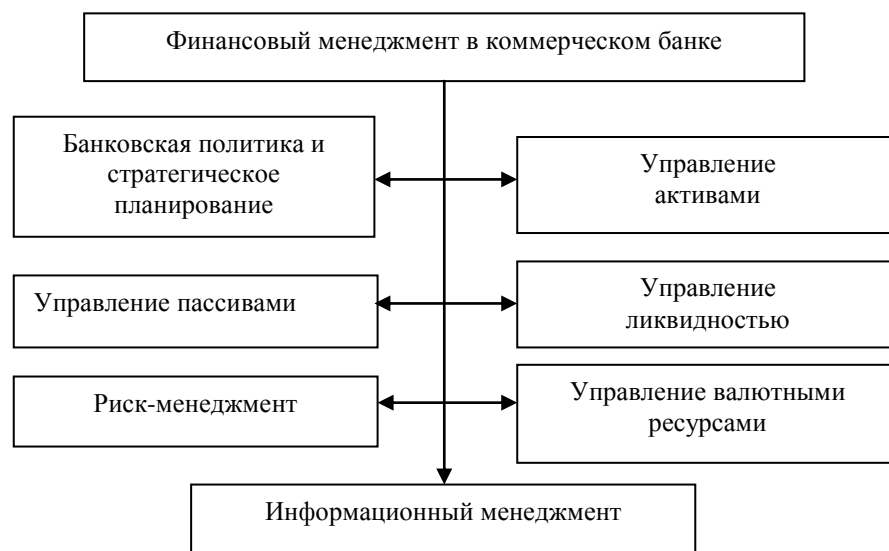 Финансовый менеджмент в коммерческом банке
Банковская политика и
стратегическое
планирование
Управление
активами
Управление пассивами
Управление
ликвидностью
Риск-менеджмент
Управление валютными
ресурсами
Информационный менеджмент